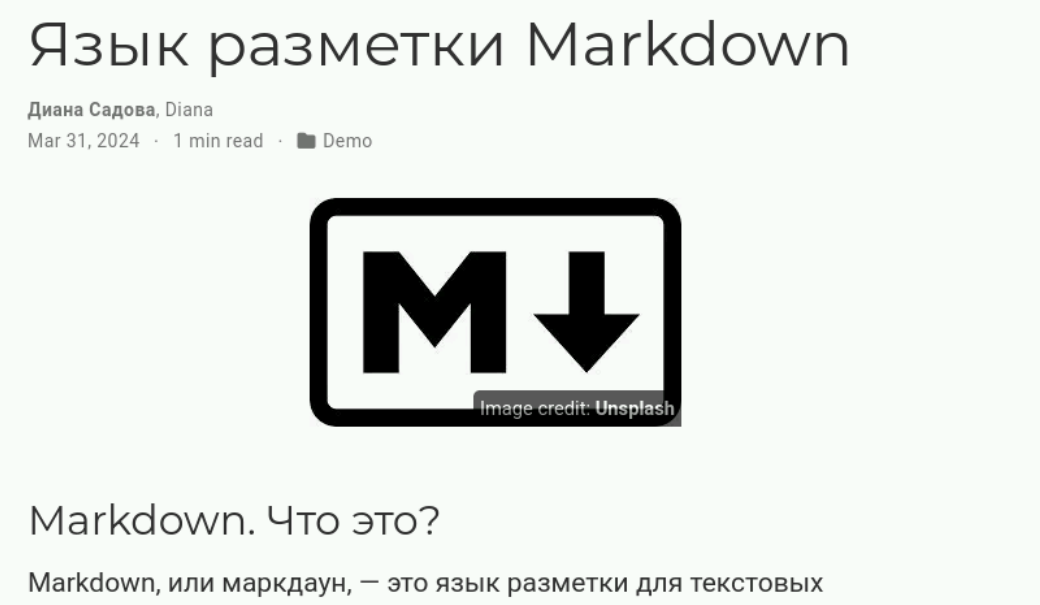 Язык разметки Markdown
Диана Садова, Diana
Mar 31, 2024 · 1 min read · Demo
M
Image credit: Unsplash
Markdown. Что это?
Markdown, или маркдаун, — это язык разметки для текстовых